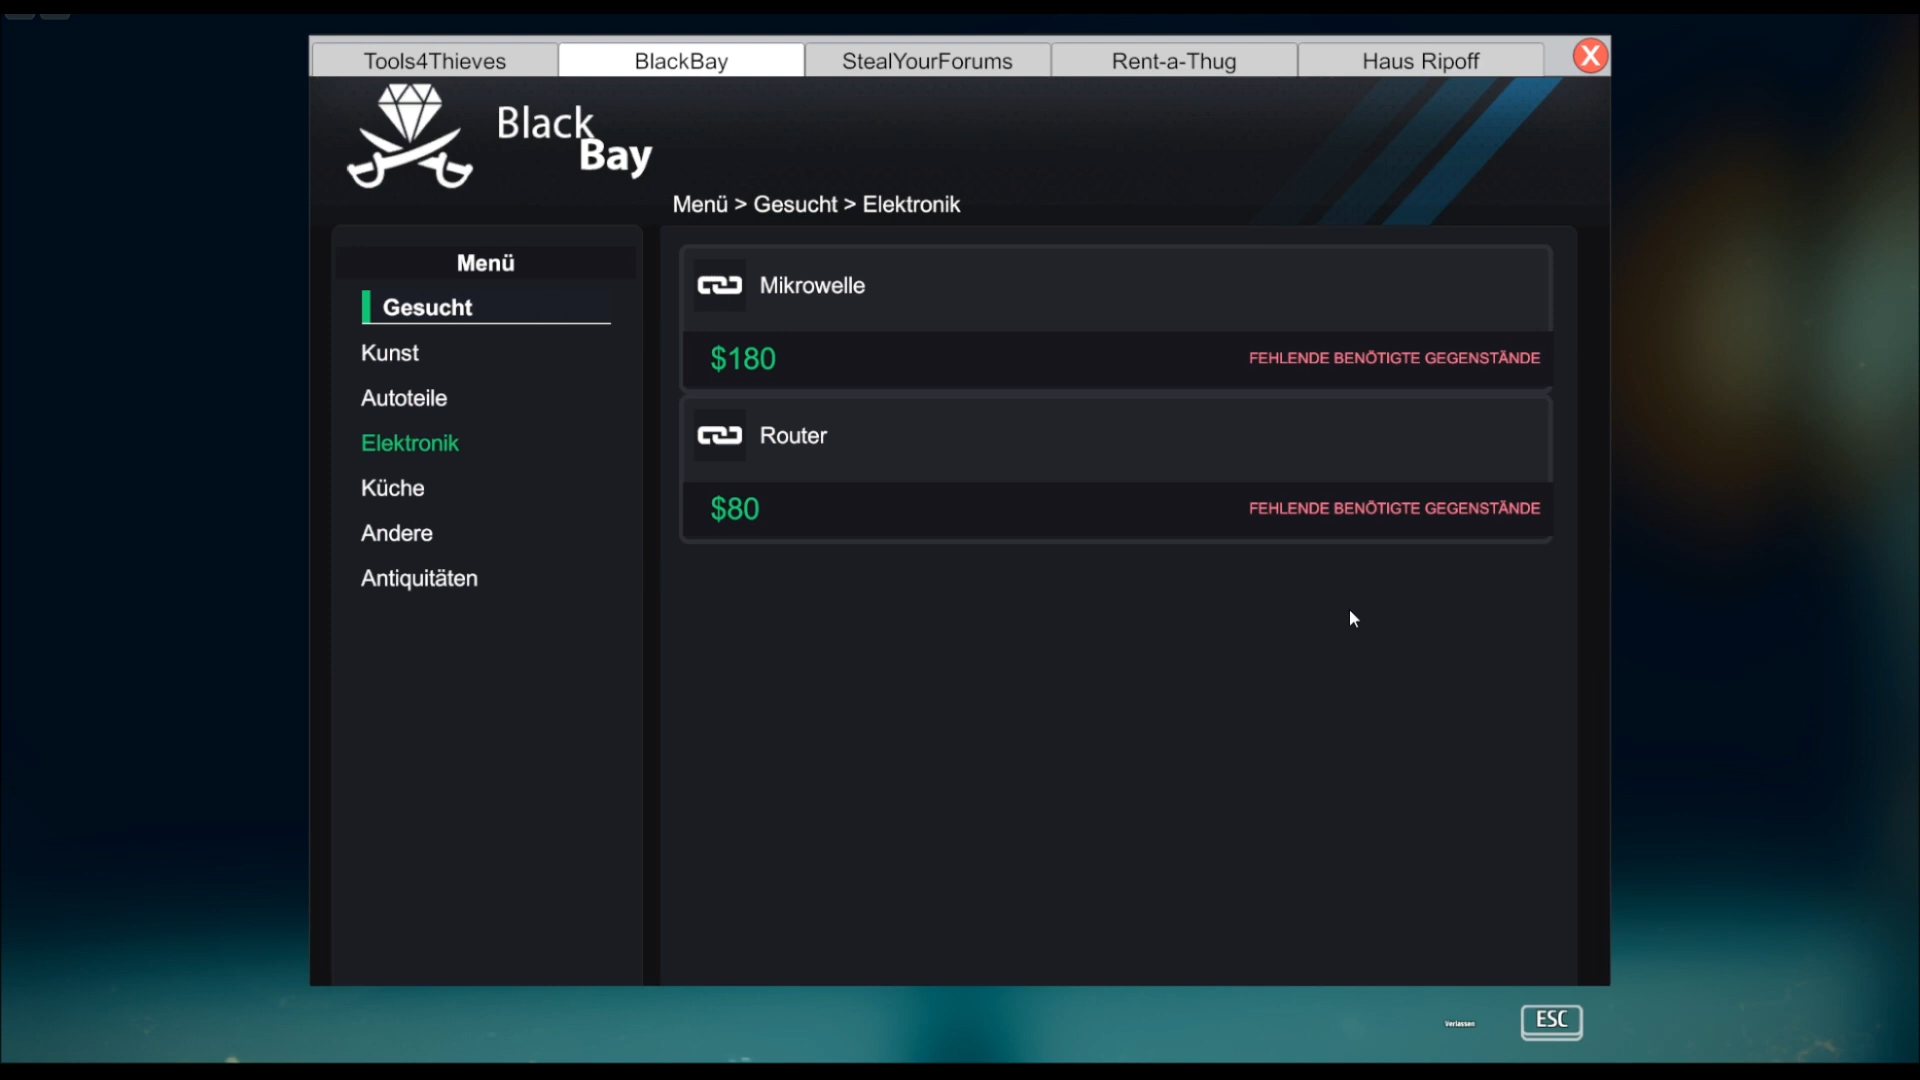 Tools4Thieves
BlackBay
StealYourForums
Rent-a-Thug
Haus Ripoff
X
Black
Bay
Menü > Gesucht > Elektronik
Menü
Gesucht
Kunst
Autoteile
Elektronik
Küche
Andere
Antiquitäten
Mikrowelle
$180
FEHLENDE BENÖTIGTE GEGENSTÄNDE
Router
$80
FEHLENDE BENÖTIGTE GEGENSTÄNDE
Verlassen
ESC